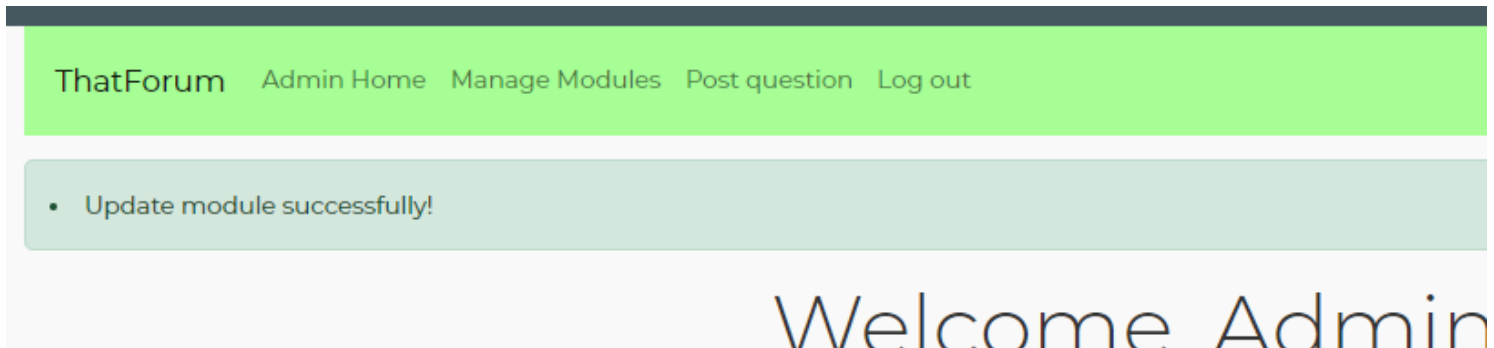 ThatForum Admin Home Manage Modules Post question Log out
• Update module successfully!
Welcome Admin